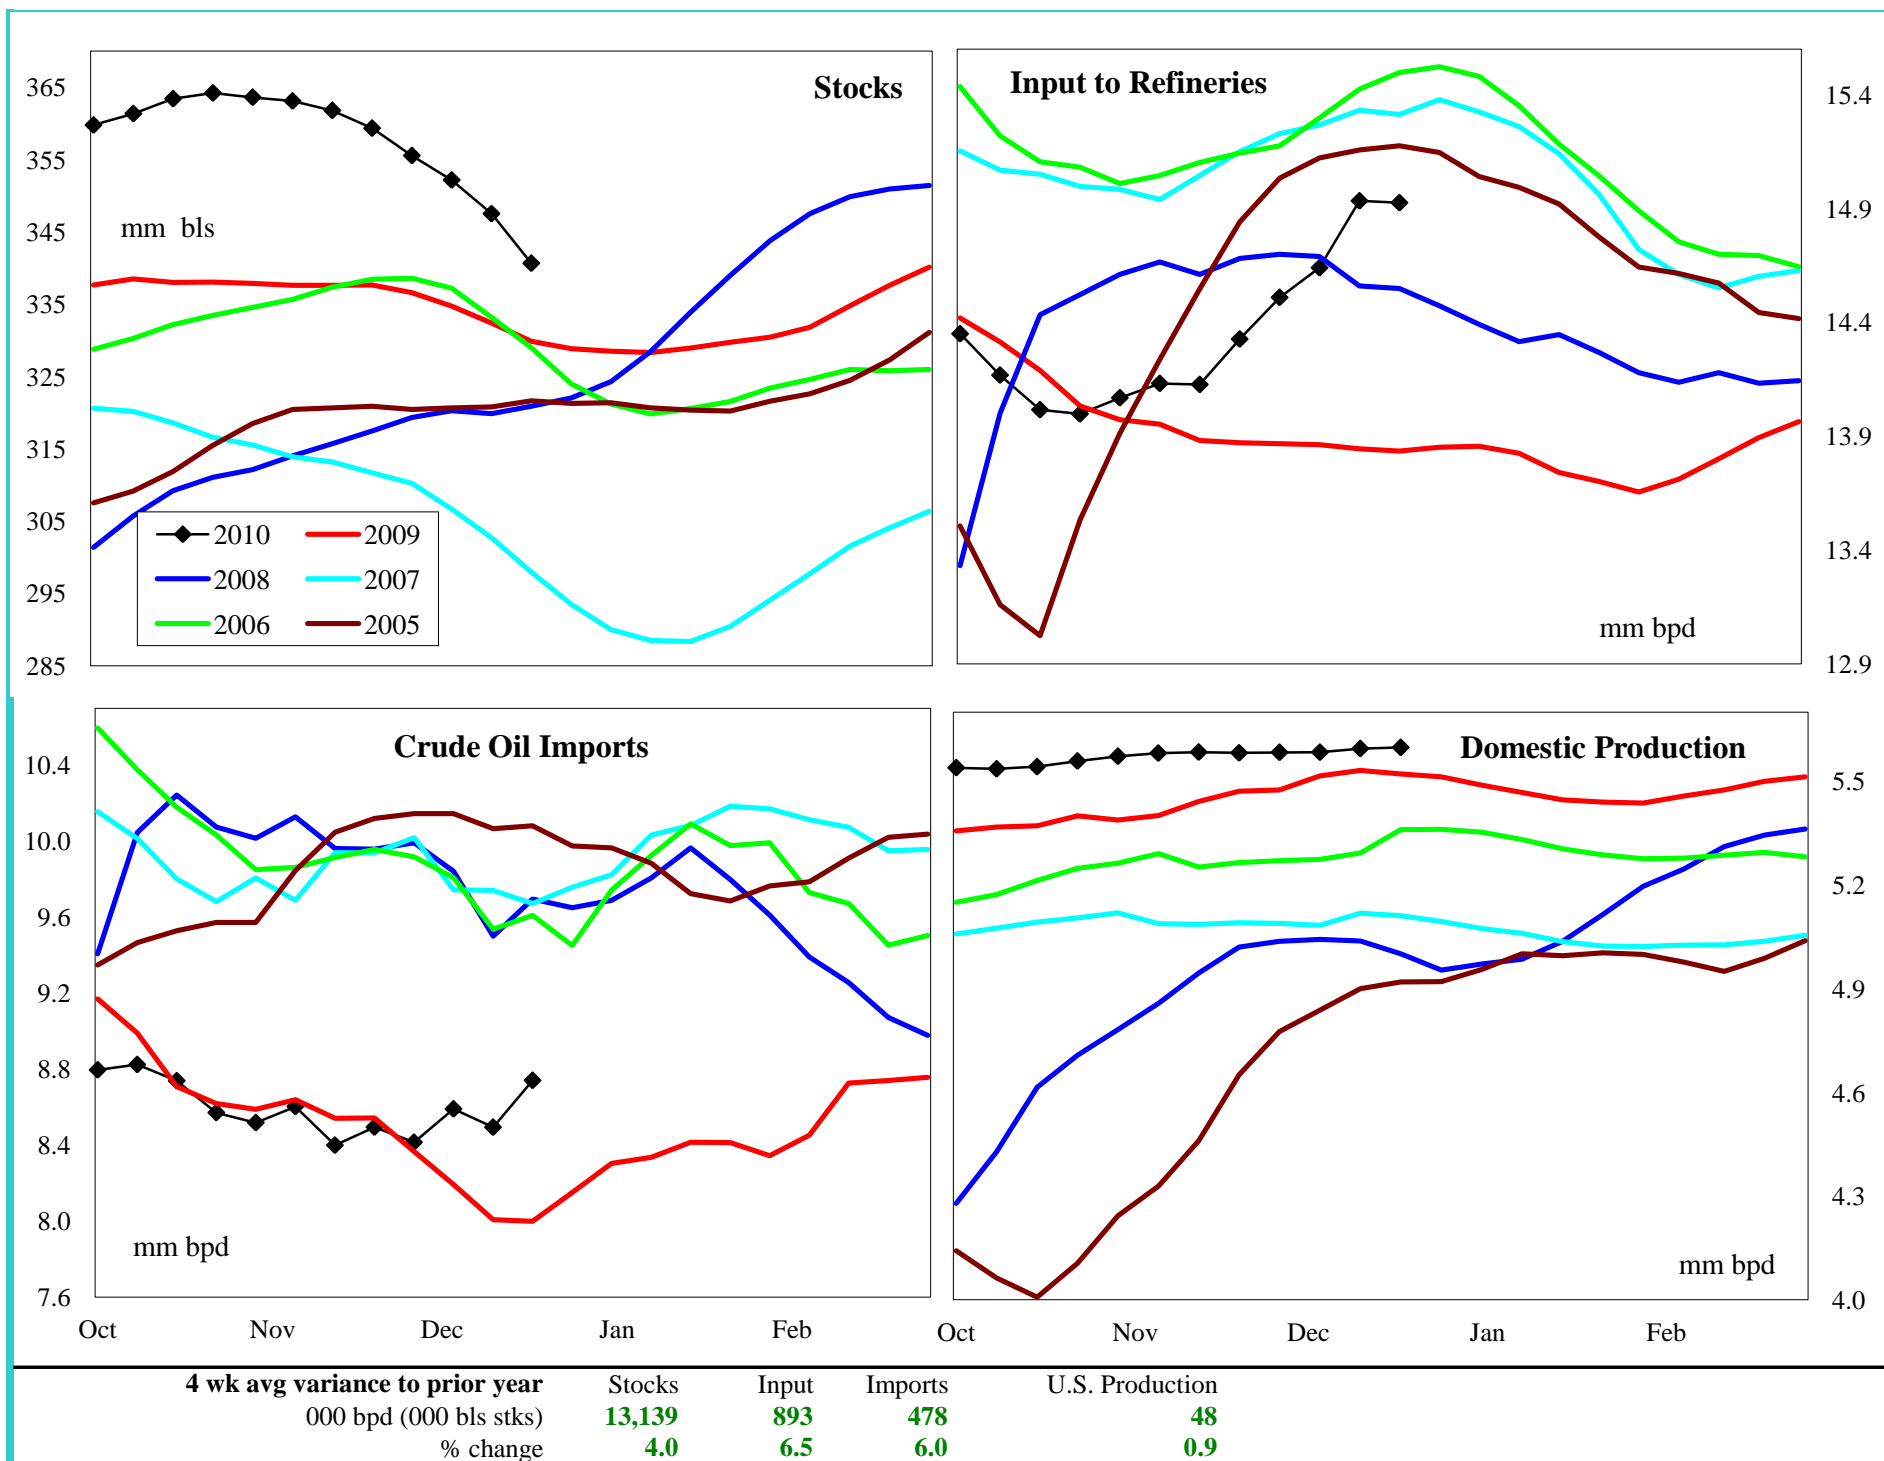 Stocks
365
355
345
335
325
315
305
295
285
mm bls
2010 2009
2008 2007
2006 2005
Input to Refineries
15.4
14.9
14.4
13.9
13.4
12.9
mm bpd
Crude Oil Imports
10.4
10.0
9.6
9.2
8.8
8.4
8.0
7.6
mm bpd
Oct Nov Dec Jan Feb
Domestic Production
5.5
5.2
4.9
4.6
4.3
4.0
mm bpd
Oct Nov Dec Jan Feb
4 wk avg variance to prior year Stocks Input Imports U.S. Production
000 bpd (000 bls stks) 13,139 893 478 48
% change 4.0 6.5 6.0 0.9